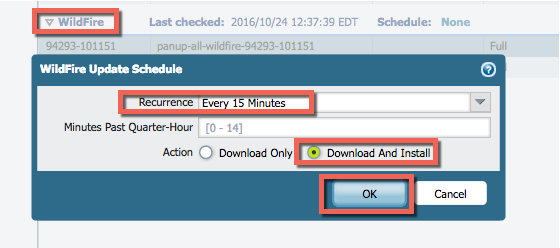 WildFire Last checked: 2016/10/24 12:37:39 EDT Schedule: None
94293-101151 panup-all-wildfire-94293-101151 Full
WildFire Update Schedule
Recurrence Every 15 Minutes
Minutes Past Quarter-Hour [0 - 14]
Action Download Only Download And Install
OK Cancel